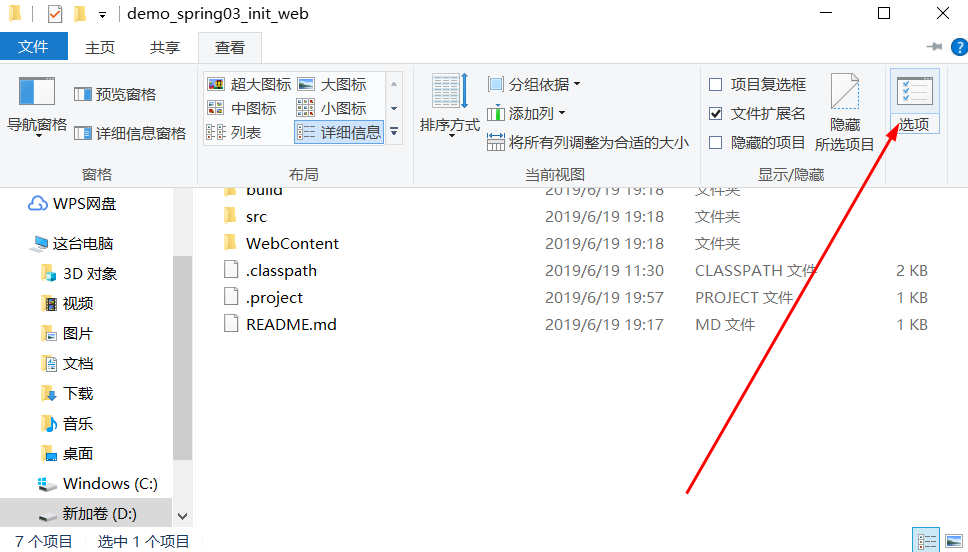 demo_spring03_init_web
文件 主页 共享 查看
导航窗格
预览窗格
详细信息窗格
窗格
超大图标 大图标
中图标 小图标
列表 详细信息
布局
排序方式
分组依据
添加列
将所有列调整为合适的大小
当前视图
项目复选框
文件扩展名
隐藏的项目
隐藏
所选项目
显示/隐藏
选项
WPS网盘
这台电脑
3D 对象
视频
图片
文档
下载
音乐
桌面
Windows (C:)
新加卷 (D:)
build 2019/6/19 19:18 文件夹
src 2019/6/19 19:18 文件夹
WebContent 2019/6/19 19:18 文件夹
.classpath 2019/6/19 11:30 CLASSPATH 文件 2 KB
.project 2019/6/19 19:57 PROJECT 文件 1 KB
README.md 2019/6/19 19:17 MD 文件 1 KB
7 个项目 选中 1 个项目